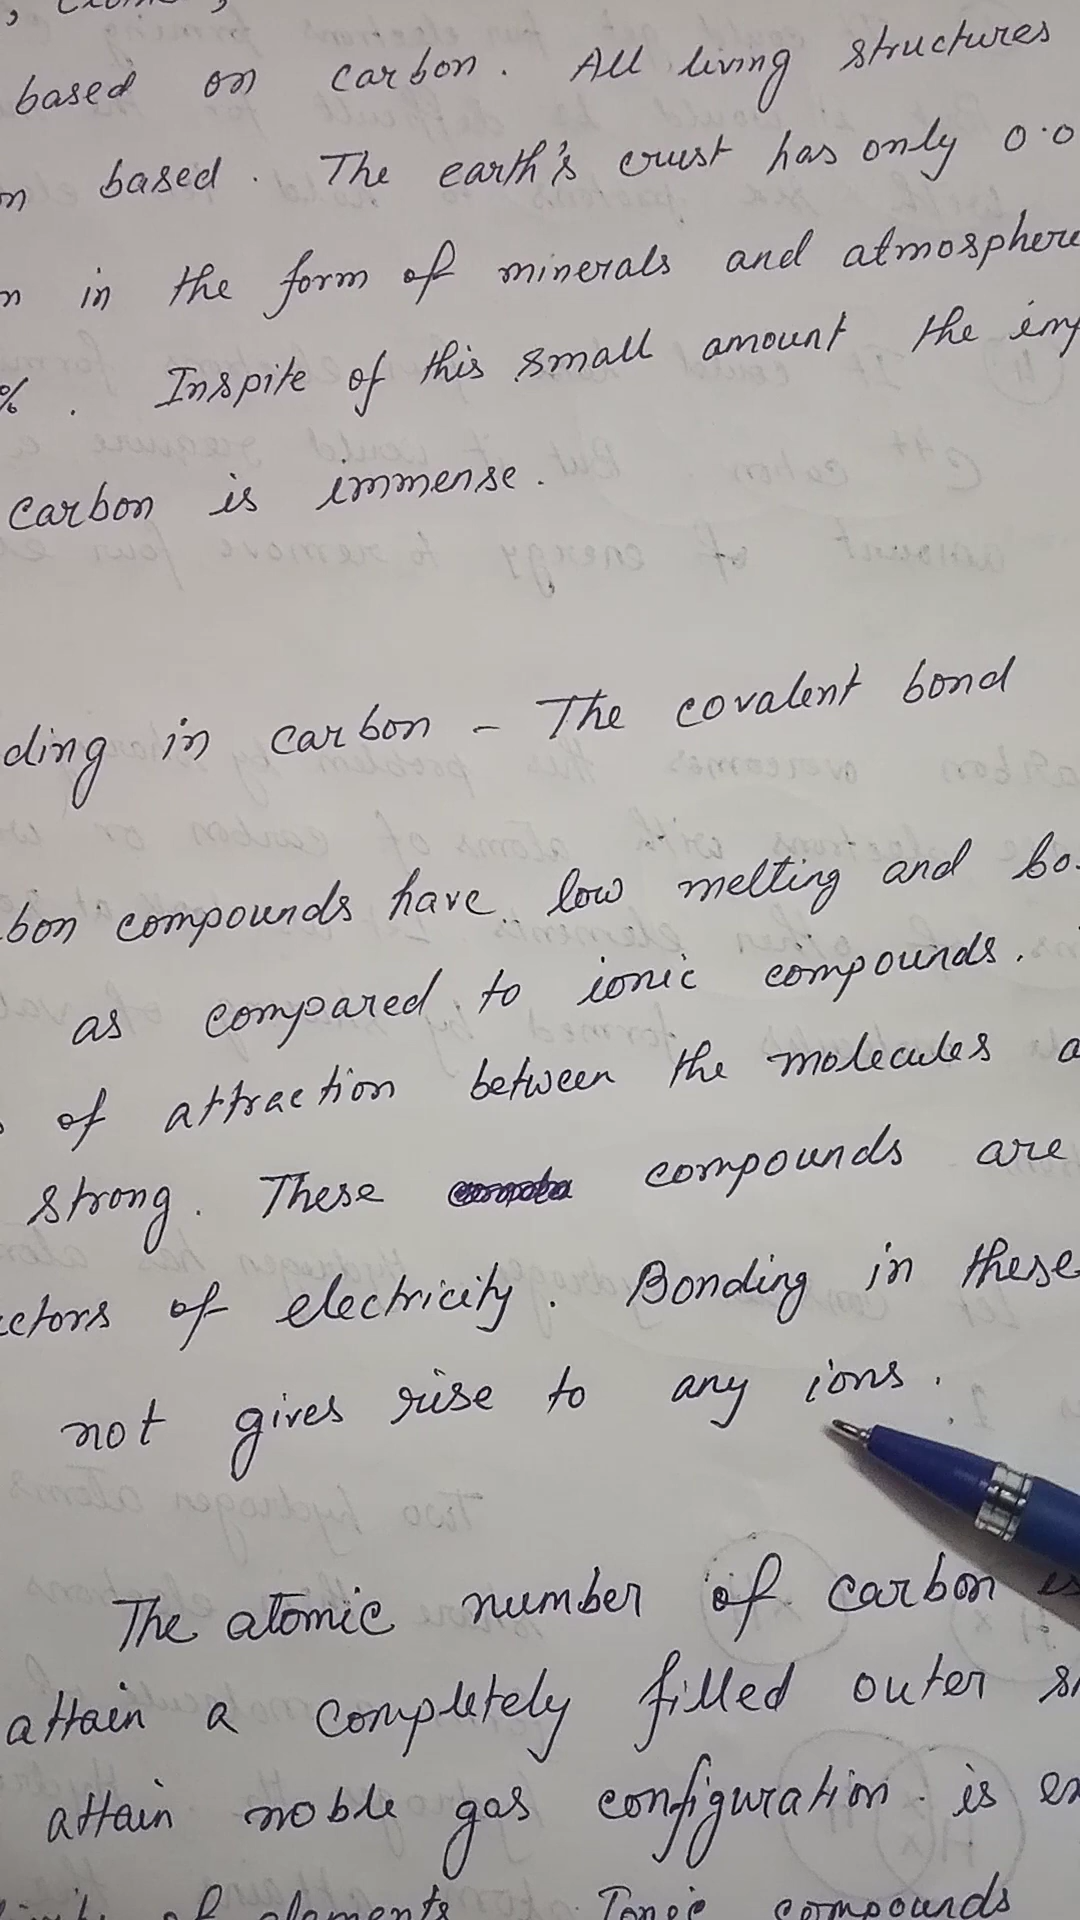 based on carbon. All living structures
based. The earth's crust has only 0.0
in the form of minerals and atmosphere
%. Inspite of this small amount the imp
carbon is immense.
ding in carbon - The covalent bond
bon compounds have low melting and bo
as compared to ionic compounds.
of attraction between the molecules a
strong. These compounds are
ctors of electricity. Bonding in these
not gives rise to any ions.
The atomic number of carbon is
attain a completely filled outer s
attain noble gas configuration. is ex
of elements. Ionic compounds